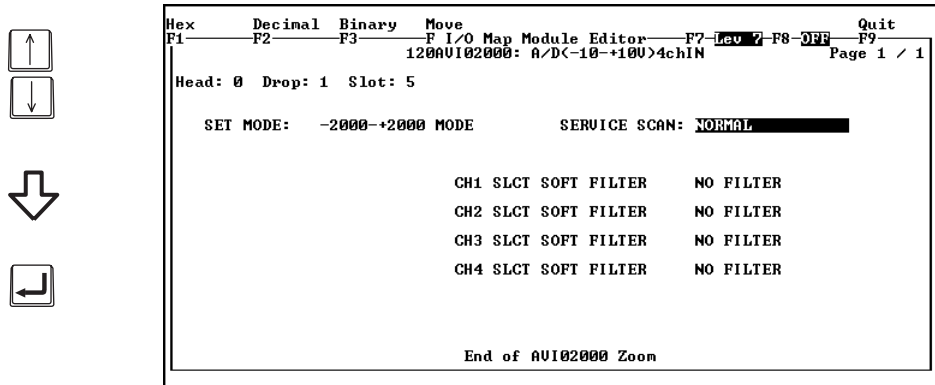 Hex Decimal Binary Move Quit
F1 F2 F3 F I/O Map Module Editor F7 Lev 7 F8 OFF F9
120AVI02000: A/D(-10-+10V)4chIN Page 1 / 1
Head: 0 Drop: 1 Slot: 5
SET MODE: -2000-+2000 MODE SERVICE SCAN: NORMAL
CH1 SLCT SOFT FILTER NO FILTER
CH2 SLCT SOFT FILTER NO FILTER
CH3 SLCT SOFT FILTER NO FILTER
CH4 SLCT SOFT FILTER NO FILTER
End of AVI02000 Zoom